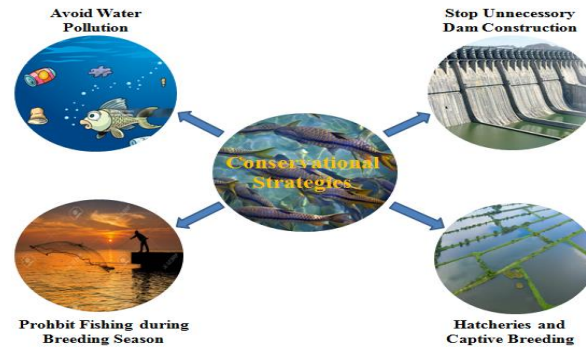 Avoid Water
Pollution
Stop Unnecessory
Dam Construction
Conservational
Strategies
Prohbit Fishing during
Breeding Season
Hatcheries and
Captive Breeding